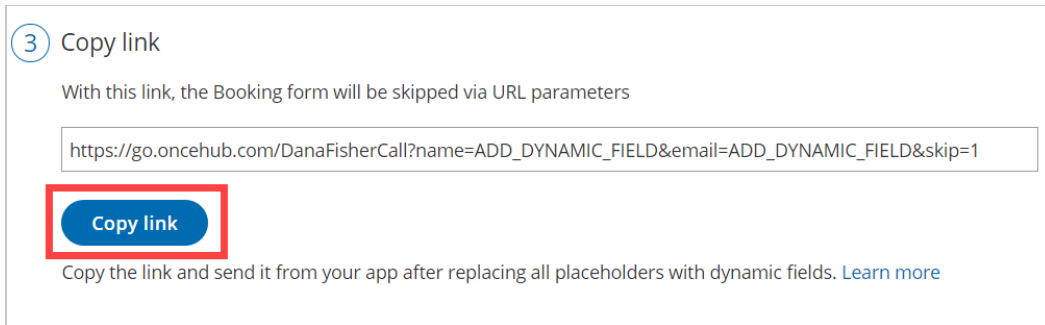 3 Copy link
With this link, the Booking form will be skipped via URL parameters
https://go.oncehub.com/DanaFisherCall?name=ADD_DYNAMIC_FIELD&email=ADD_DYNAMIC_FIELD&skip=1
Copy link
Copy the link and send it from your app after replacing all placeholders with dynamic fields. Learn more